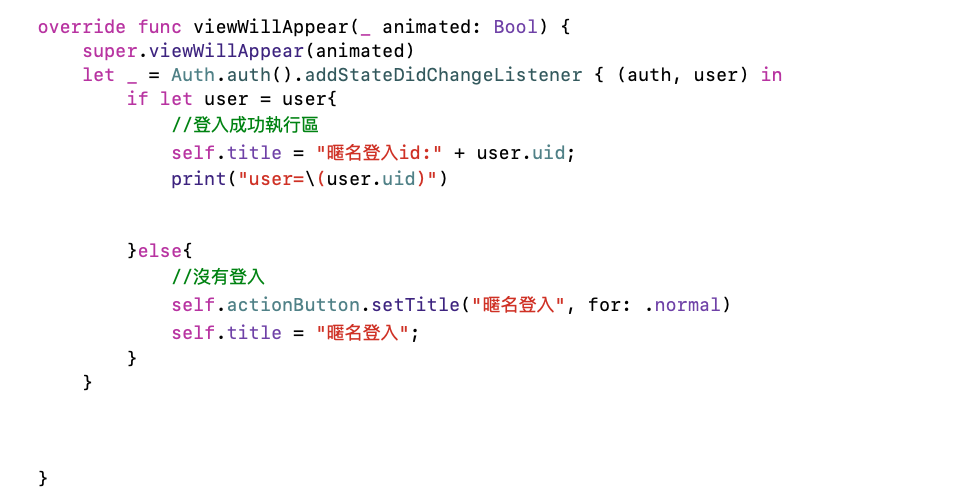 override func viewWillAppear(_ animated: Bool) {
super.viewWillAppear(animated)
let _ = Auth.auth().addStateDidChangeListener { (auth, user) in
if let user = user{
//登入成功執行區
self.title = "暱名登入id:" + user.uid;
print("user=\(user.uid)")
}else{
//沒有登入
self.actionButton.setTitle("暱名登入", for: .normal)
self.title = "暱名登入";
}
}
}